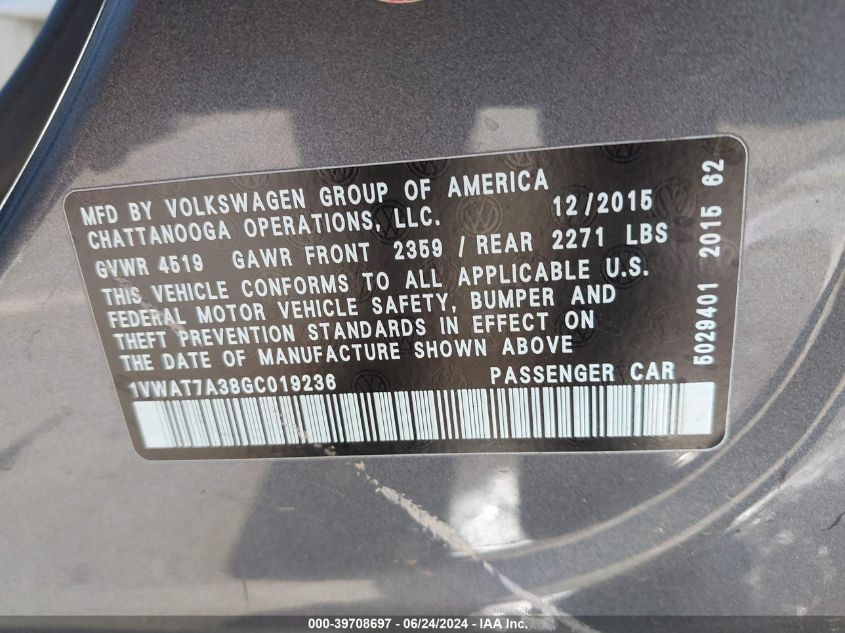 MFD BY VOLKSWAGEN GROUP OF AMERICA 12/2015
CHATTANOOGA OPERATIONS, LLC.
GVWR 4519 GAWR FRONT 2359 / REAR 2271 LBS
THIS VEHICLE CONFORMS TO ALL APPLICABLE U.S.
FEDERAL MOTOR VEHICLE SAFETY, BUMPER AND
THEFT PREVENTION STANDARDS IN EFFECT ON
THE DATE OF MANUFACTURE SHOWN ABOVE
1VWAT7A38GC019236 PASSENGER CAR
5029401 2015 62
000-39708697 - 06/24/2024 - IAA Inc.